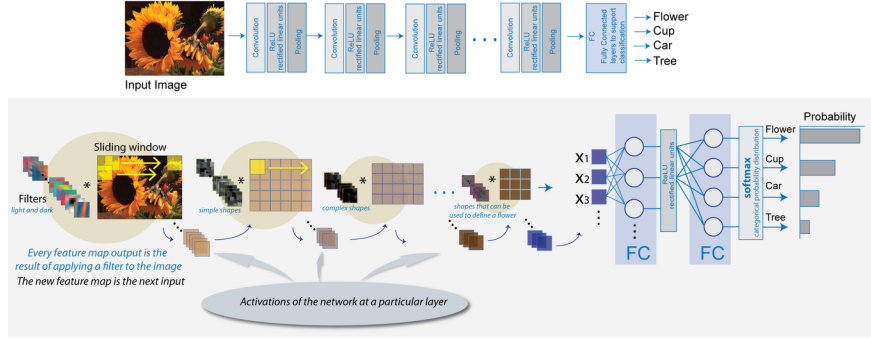 Input Image
Convolution
ReLU
rectified linear units
Pooling
Convolution
ReLU
rectified linear units
Pooling
Convolution
ReLU
rectified linear units
Pooling
Convolution
ReLU
rectified linear units
Pooling
FC
Fully Connected
layers to support
classification
Flower
Cup
Car
Tree
Sliding window
Filters
light and dark
*
simple shapes
*
complex shapes
*
shapes that can be
used to define a flower
*
Every feature map output is the
result of applying a filter to the image
The new feature map is the next input
Activations of the network at a particular layer
X1
X2
X3
FC
ReLU
rectified linear units
FC
softmax
categorical probability distribution
Probability
Flower
Cup
Car
Tree